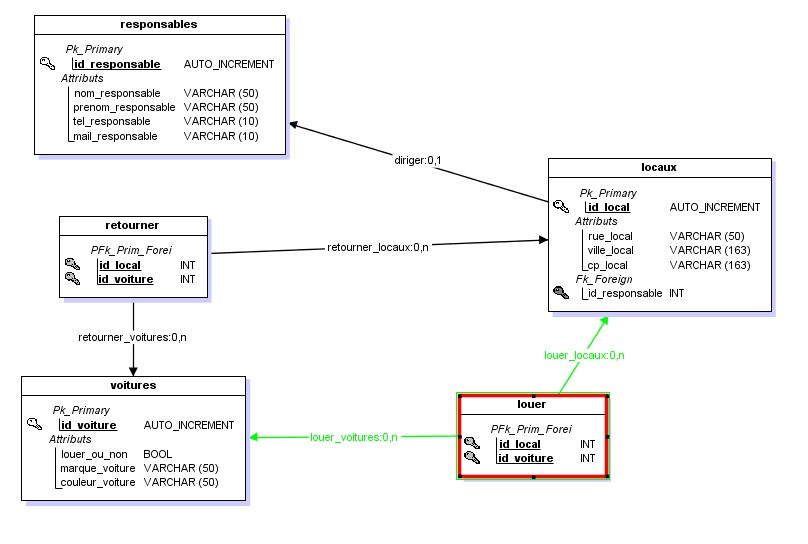 responsables
Pk_Primary
id_responsable AUTO_INCREMENT
Attributs
nom_responsable VARCHAR (50)
prenom_responsable VARCHAR (50)
tel_responsable VARCHAR (10)
mail_responsable VARCHAR (10)
diriger:0,1
locaux
Pk_Primary
id_local AUTO_INCREMENT
Attributs
rue_local VARCHAR (50)
ville_local VARCHAR (163)
cp_local VARCHAR (163)
Fk_Foreign
id_responsable INT
retourner
PFk_Prim_Forei
id_local INT
id_voiture INT
retourner_locaux:0,n
retourner_voitures:0,n
louer_locaux:0,n
voitures
Pk_Primary
id_voiture AUTO_INCREMENT
Attributs
louer_ou_non BOOL
marque_voiture VARCHAR (50)
couleur_voiture VARCHAR (50)
louer_voitures:0,n
louer
PFk_Prim_Forei
id_local INT
id_voiture INT